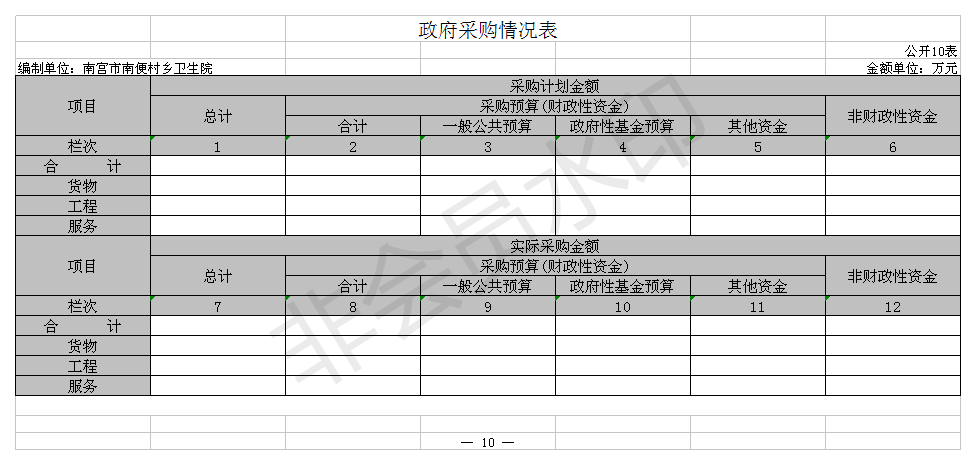 政府采购情况表
公开10表
编制单位：南宫市南便村乡卫生院 金额单位：万元
项目 采购计划金额
总计 采购预算(财政性资金) 非财政性资金
合计 一般公共预算 政府性基金预算 其他资金
栏次 1 2 3 4 5 6
合 计
货物
工程
服务
项目 实际采购金额
总计 采购预算(财政性资金) 非财政性资金
合计 一般公共预算 政府性基金预算 其他资金
栏次 7 8 9 10 11 12
合 计
货物
工程
服务
— 10 —
非会员水印